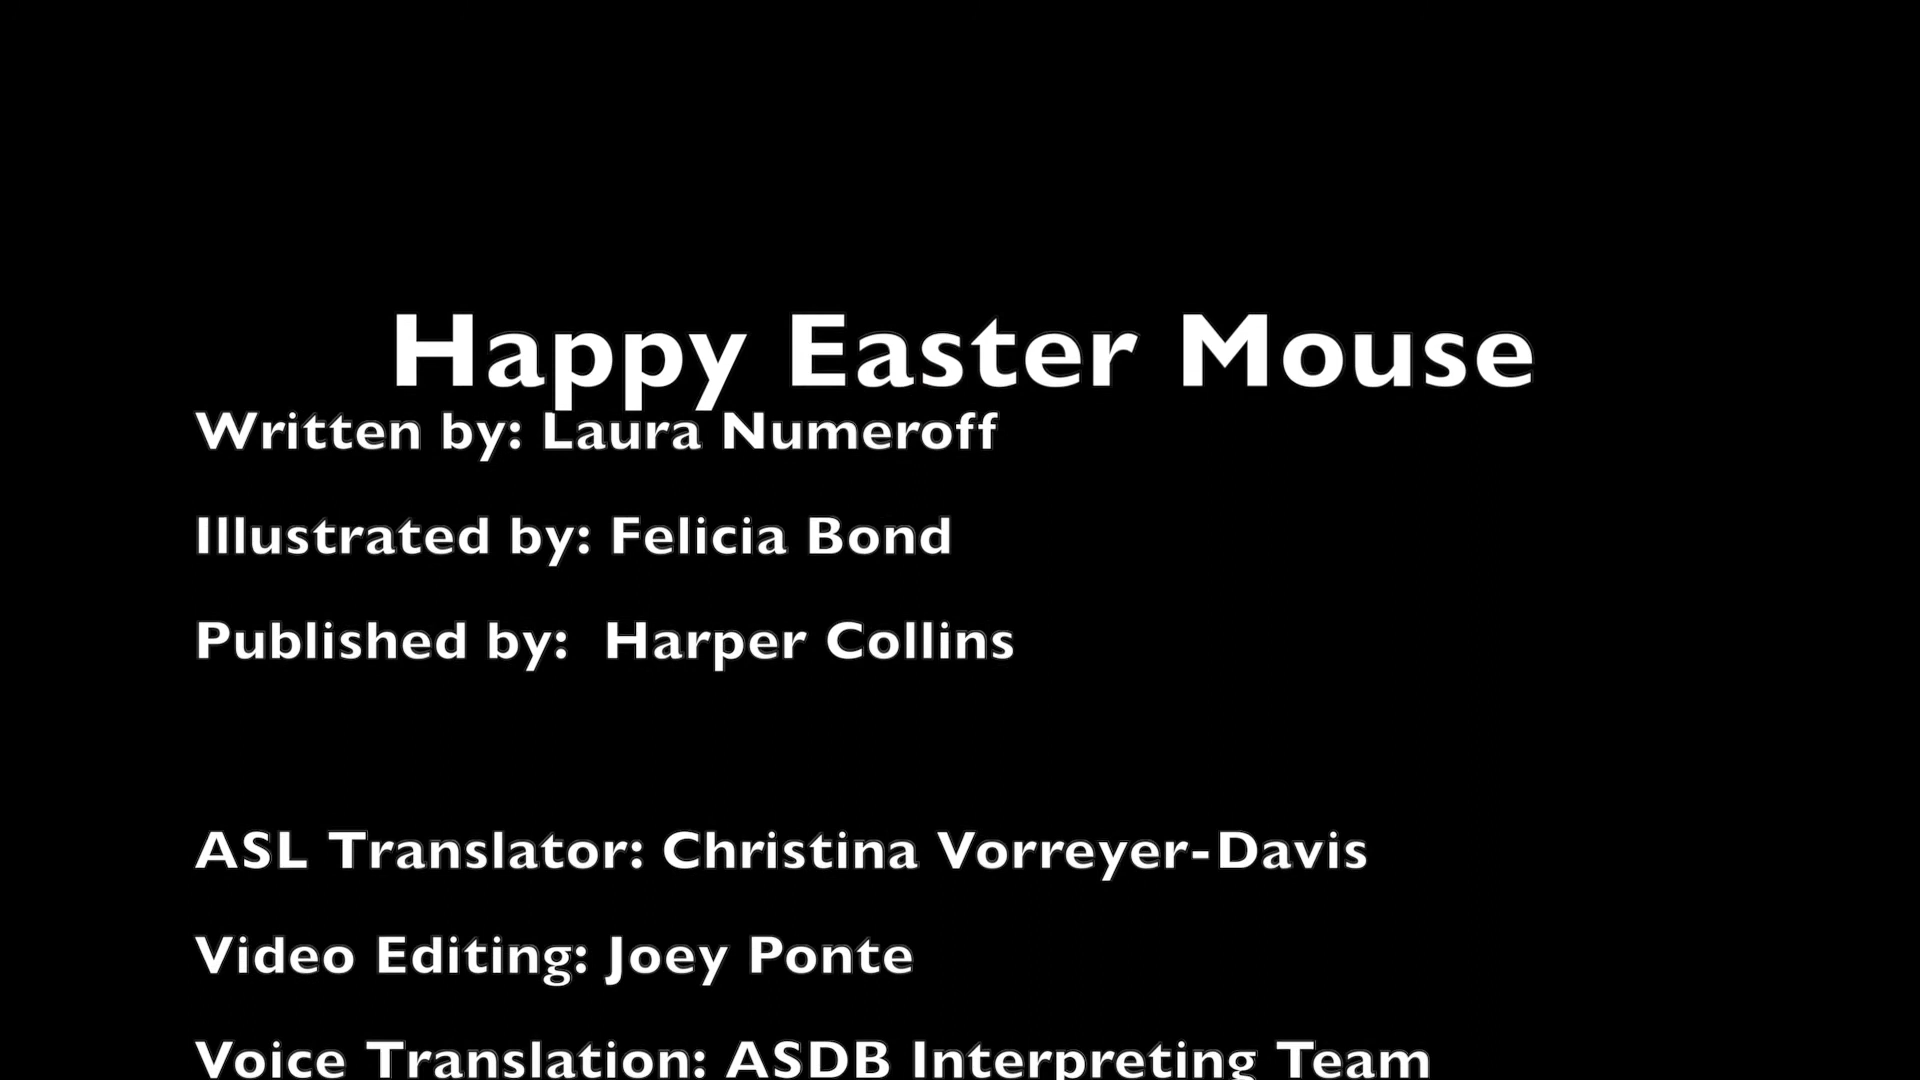 Happy Easter Mouse
Written by: Laura Numeroff
Illustrated by: Felicia Bond
Published by:  Harper Collins
ASL Translator: Christina Vorreyer-Davis
Video Editing: Joey Ponte
Voice Translation: ASDB Interpreting Team